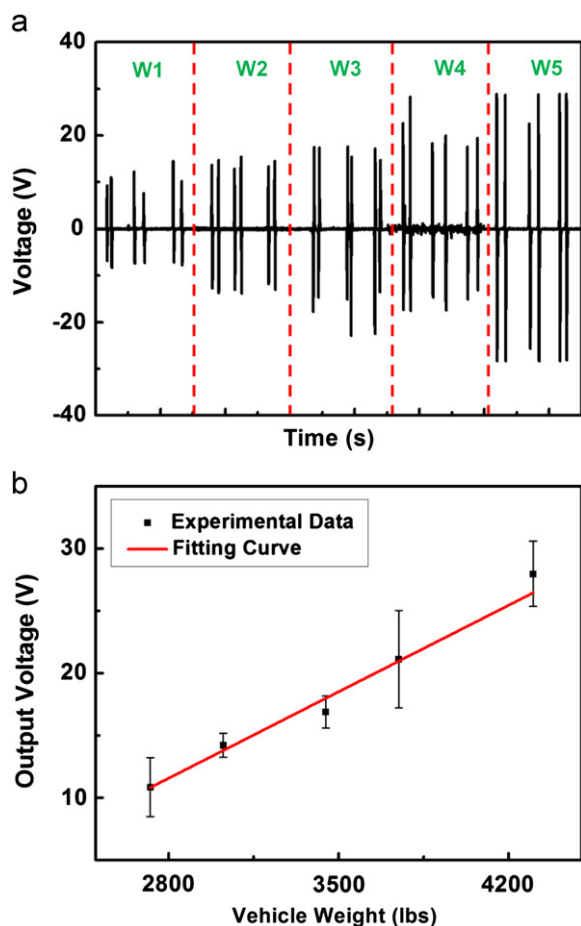 a
W1 W2 W3 W4 W5
40
20
0
-20
-40
Voltage (V)
Time (s)
b
Experimental Data
Fitting Curve
30
20
10
Output Voltage (V)
2800 3500 4200
Vehicle Weight (lbs)